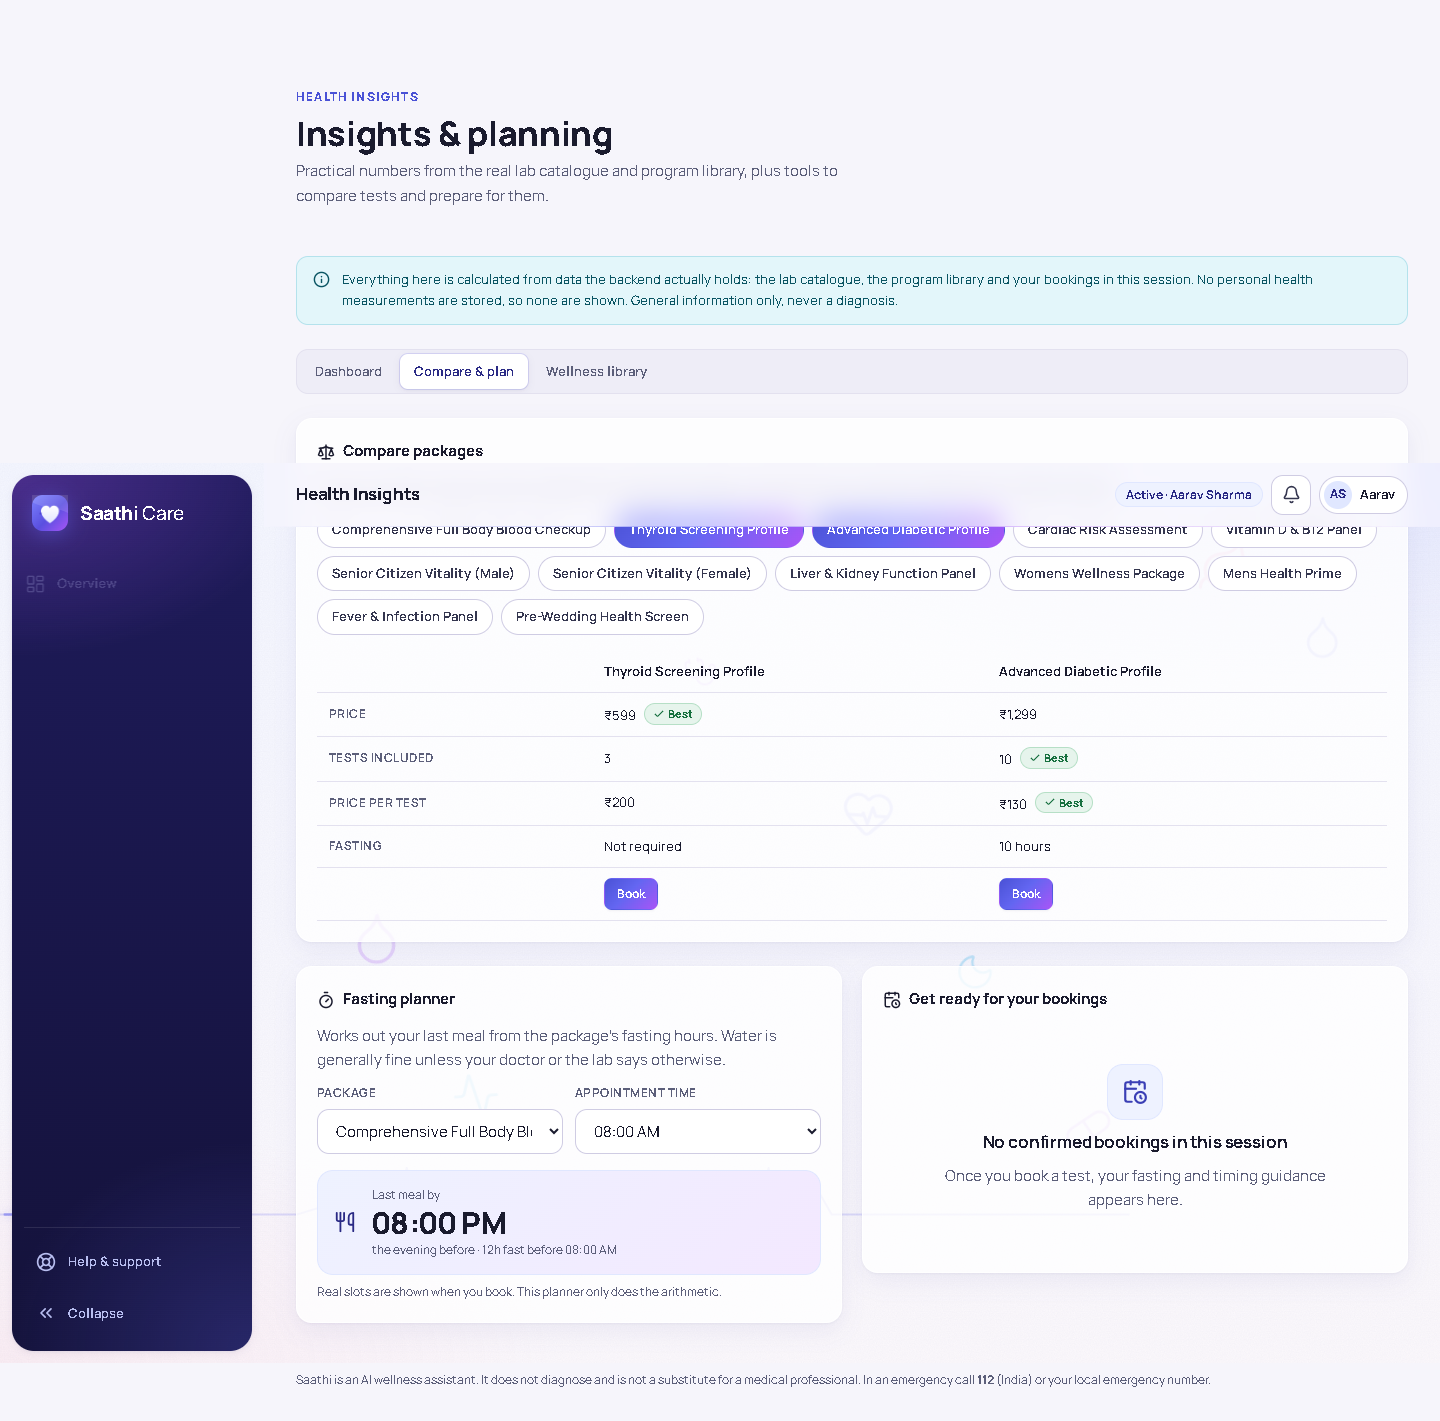 HEALTH INSIGHTS
Insights & planning
Practical numbers from the real lab catalogue and program library, plus tools to
compare tests and prepare for them.
Everything here is calculated from data the backend actually holds: the lab catalogue, the program library and your bookings in this session. No personal health
measurements are stored, so none are shown. General information only, never a diagnosis.
Dashboard Compare & plan Wellness library
Compare packages
Saathi Care
Overview
Health Insights
Active · Aarav Sharma
AS Aarav
Comprehensive Full Body Blood Checkup Thyroid Screening Profile Advanced Diabetic Profile Cardiac Risk Assessment Vitamin D & B12 Panel
Senior Citizen Vitality (Male) Senior Citizen Vitality (Female) Liver & Kidney Function Panel Womens Wellness Package Mens Health Prime
Fever & Infection Panel Pre-Wedding Health Screen
Thyroid Screening Profile Advanced Diabetic Profile
PRICE ₹599 Best ₹1,299
TESTS INCLUDED 3 10 Best
PRICE PER TEST ₹200 ₹130 Best
FASTING Not required 10 hours
Book Book
Fasting planner
Works out your last meal from the package's fasting hours. Water is
generally fine unless your doctor or the lab says otherwise.
PACKAGE APPOINTMENT TIME
Comprehensive Full Body Bl 08:00 AM
Last meal by
08:00 PM
the evening before · 12h fast before 08:00 AM
Real slots are shown when you book. This planner only does the arithmetic.
Get ready for your bookings
No confirmed bookings in this session
Once you book a test, your fasting and timing guidance
appears here.
Help & support
Collapse
Saathi is an AI wellness assistant. It does not diagnose and is not a substitute for a medical professional. In an emergency call 112 (India) or your local emergency number.